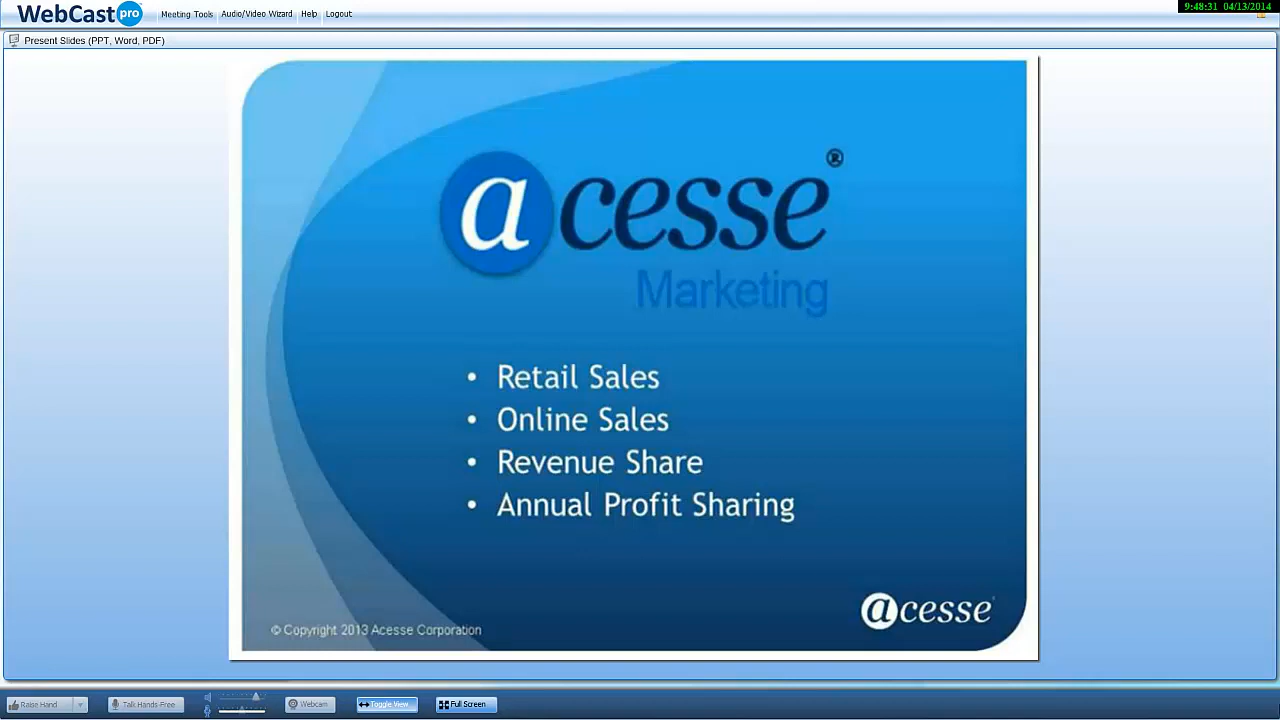 WebCast pro Meeting Tools Audio/Video Wizard Help Logout
9:48:31 04/13/2014
Present Slides (PPT, Word, PDF)
acesse®
Marketing
• Retail Sales
• Online Sales
• Revenue Share
• Annual Profit Sharing
acesse
© Copyright 2013 Acesse Corporation
Raise Hand Talk Hands-Free Webcam Toggle View Full Screen